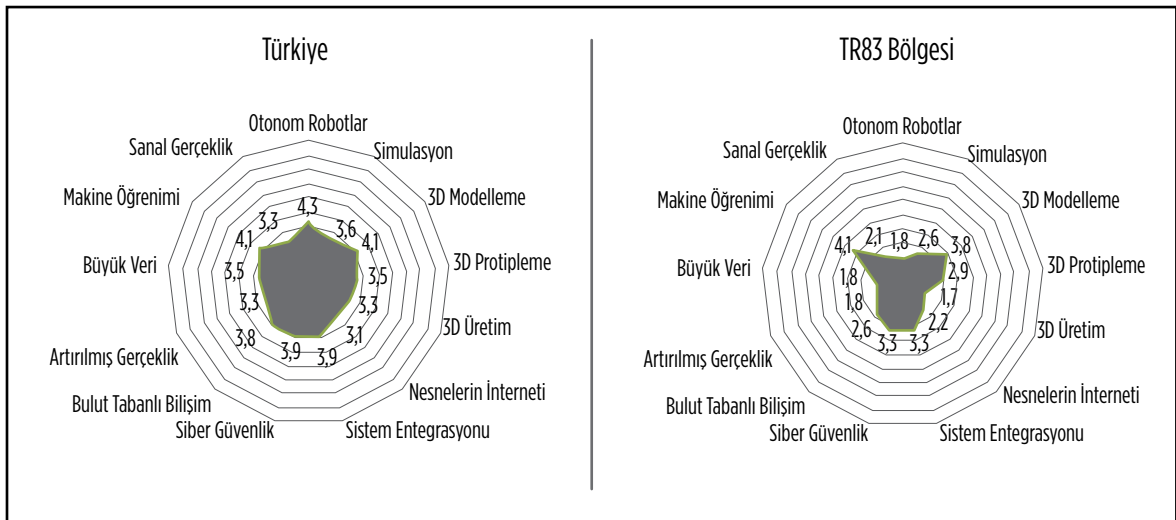 Türkiye
Otonom Robotlar
Simulasyon
3D Modelleme
3D Protipleme
3D Üretim
Nesnelerin İnterneti
Sistem Entegrasyonu
Siber Güvenlik
Bulut Tabanlı Bilişim
Artırılmış Gerçeklik
Büyük Veri
Makine Öğrenimi
Sanal Gerçeklik
4,3
3,6
4,1
3,5
3,3
3,1
3,9
3,9
3,8
3,3
3,5
4,1
3,3
TR83 Bölgesi
Otonom Robotlar
Simulasyon
3D Modelleme
3D Protipleme
3D Üretim
Nesnelerin İnterneti
Sistem Entegrasyonu
Siber Güvenlik
Bulut Tabanlı Bilişim
Artırılmış Gerçeklik
Büyük Veri
Makine Öğrenimi
Sanal Gerçeklik
1,8
2,6
3,8
2,9
1,7
2,2
3,3
3,3
2,6
1,8
1,8
4,1
2,1